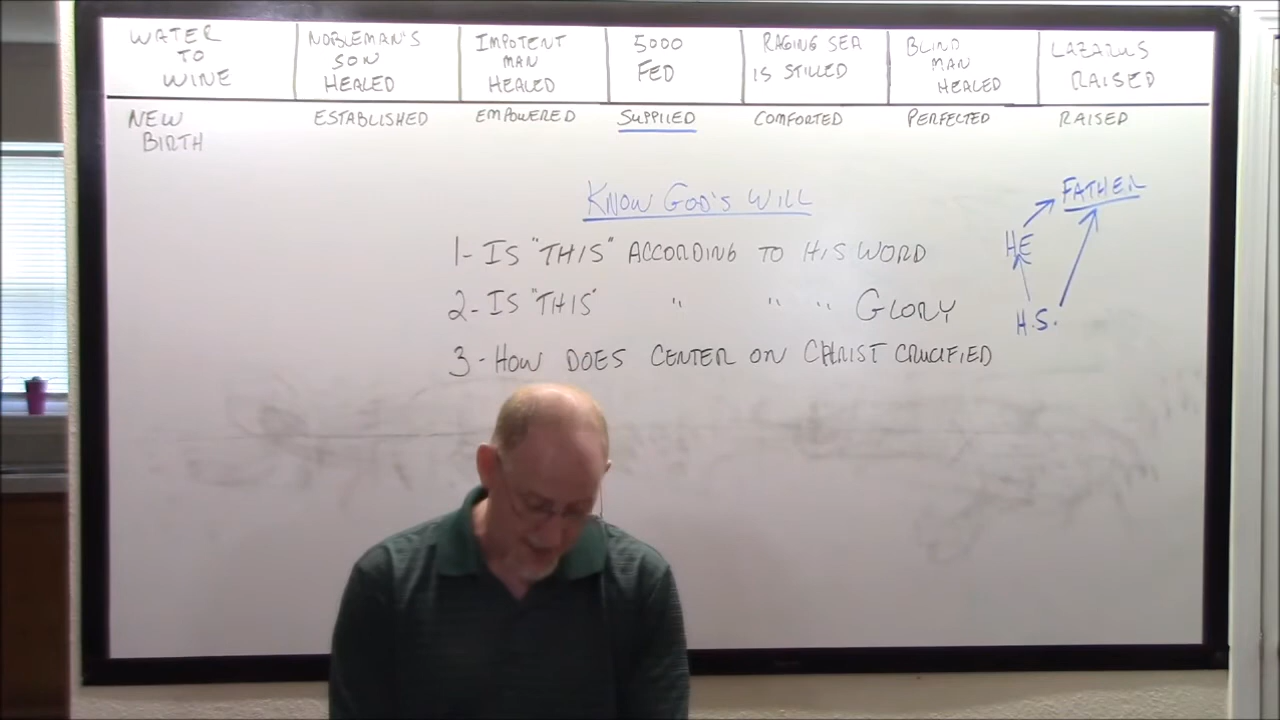 WATER TO WINE
NOBLEMAN'S SON HEALED
IMPOTENT MAN HEALED
5000 FED
RAGING SEA IS STILLED
BLIND MAN HEALED
LAZARUS RAISED
NEW BIRTH
ESTABLISHED
EMPOWERED
SUPPLIED
COMFORTED
PERFECTED
RAISED
KNOW GOD'S WILL
1- IS "THIS" ACCORDING TO HIS WORD
2- IS "THIS" " " " GLORY
3- HOW DOES CENTER ON CHRIST CRUCIFIED
FATHER
HE
H.S.